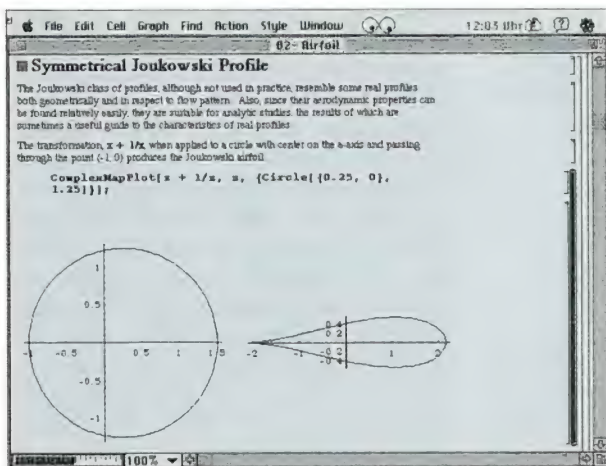 File Edit Cell Graph Find Action Style Window 12:03 Uhr
02- Airfoil
Symmetrical Joukowski Profile
The Joukowski class of profiles, although not used in practice, resemble some real profiles
both geometrically and in respect to flow pattern. Also, since their aerodynamic properties can
be found relatively easily, they are suitable for analytic studies, the results of which are
sometimes a useful guide to the characteristics of real profiles
The transformation, z + 1/z, when applied to a circle with center on the a-axis and passing
through the point (-1, 0) produces the Joukowski airfoil
ComplexMapPlot[z + 1/z, z, {Circle[{0.25, 0},
1.25]}];
1
0.5
-1 -0.5 0.5 1 1.5
-0.5
-1
0.4
0.2
-2 -1 1 2
-0.2
-0.4
100%